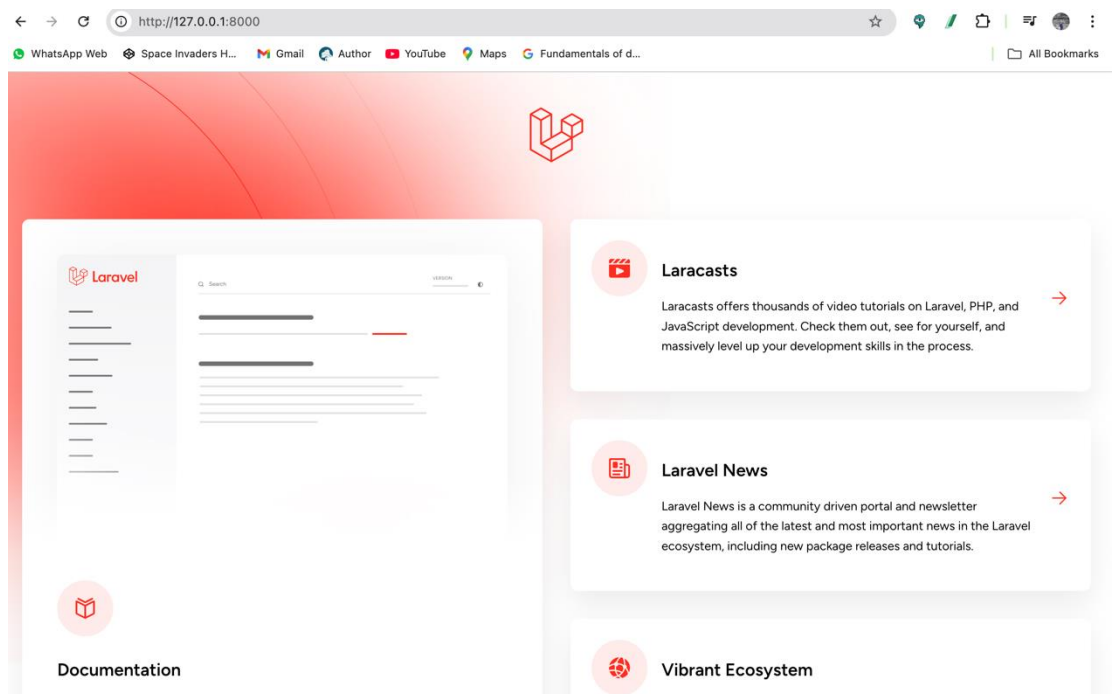 http://127.0.0.1:8000
WhatsApp Web Space Invaders H... Gmail Author YouTube Maps Fundamentals of d... All Bookmarks
Laravel
Search
VERSION
Laracasts
Laracasts offers thousands of video tutorials on Laravel, PHP, and
JavaScript development. Check them out, see for yourself, and
massively level up your development skills in the process.
Laravel News
Laravel News is a community driven portal and newsletter
aggregating all of the latest and most important news in the Laravel
ecosystem, including new package releases and tutorials.
Documentation
Vibrant Ecosystem